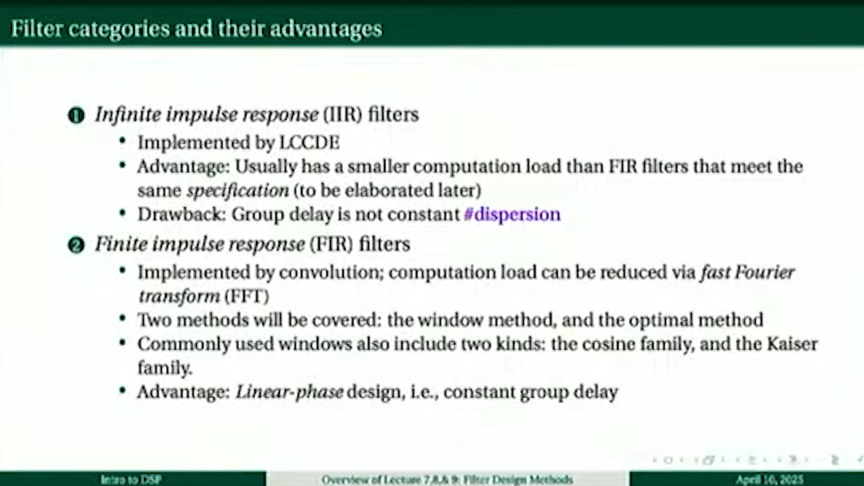 Filter categories and their advantages
1 Infinite impulse response (IIR) filters
• Implemented by LCCDE
• Advantage: Usually has a smaller computation load than FIR filters that meet the
same specification (to be elaborated later)
• Drawback: Group delay is not constant #dispersion
2 Finite impulse response (FIR) filters
• Implemented by convolution; computation load can be reduced via fast Fourier
transform (FFT)
• Two methods will be covered: the window method, and the optimal method
• Commonly used windows also include two kinds: the cosine family, and the Kaiser
family.
• Advantage: Linear-phase design, i.e., constant group delay
Intro to DSP
Overview of Lecture 7,8,& 9: Filter Design Methods
April 10, 2025